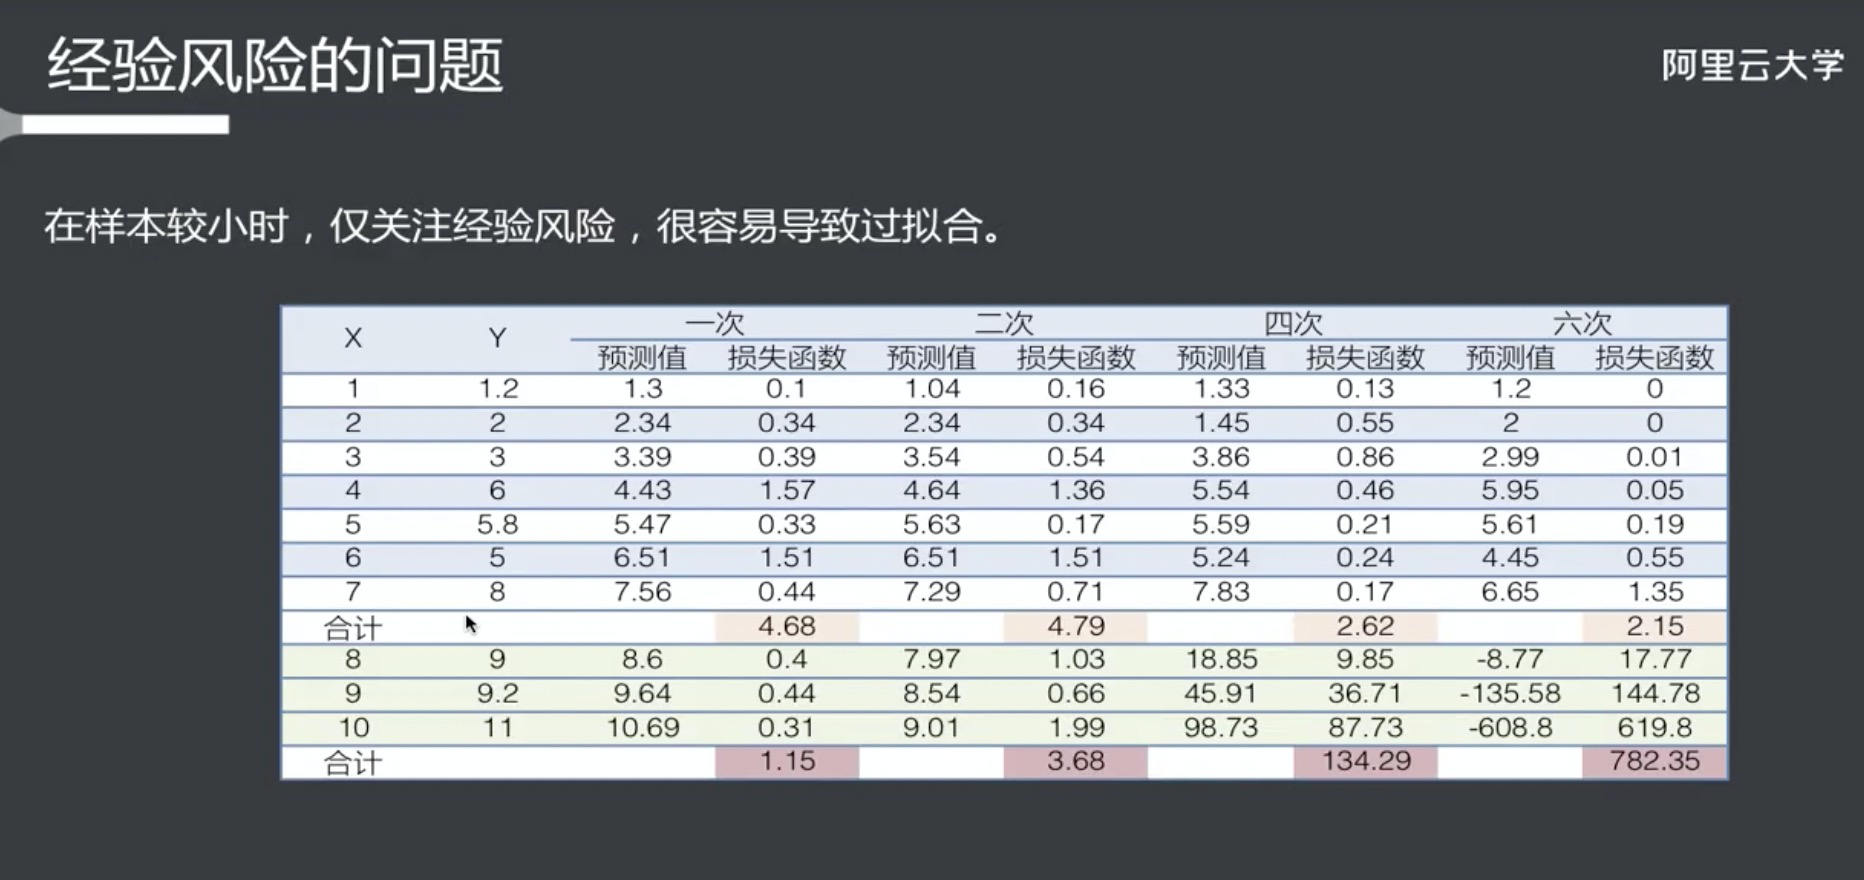 经验风险的问题
阿里云大学
在样本较小时，仅关注经验风险，很容易导致过拟合。
X Y 一次 二次 四次 六次
预测值 损失函数 预测值 损失函数 预测值 损失函数 预测值 损失函数
1 1.2 1.3 0.1 1.04 0.16 1.33 0.13 1.2 0
2 2 2.34 0.34 2.34 0.34 1.45 0.55 2 0
3 3 3.39 0.39 3.54 0.54 3.86 0.86 2.99 0.01
4 6 4.43 1.57 4.64 1.36 5.54 0.46 5.95 0.05
5 5.8 5.47 0.33 5.63 0.17 5.59 0.21 5.61 0.19
6 5 6.51 1.51 6.51 1.51 5.24 0.24 4.45 0.55
7 8 7.56 0.44 7.29 0.71 7.83 0.17 6.65 1.35
合计 4.68 4.79 2.62 2.15
8 9 8.6 0.4 7.97 1.03 18.85 9.85 -8.77 17.77
9 9.2 9.64 0.44 8.54 0.66 45.91 36.71 -135.58 144.78
10 11 10.69 0.31 9.01 1.99 98.73 87.73 -608.8 619.8
合计 1.15 3.68 134.29 782.35